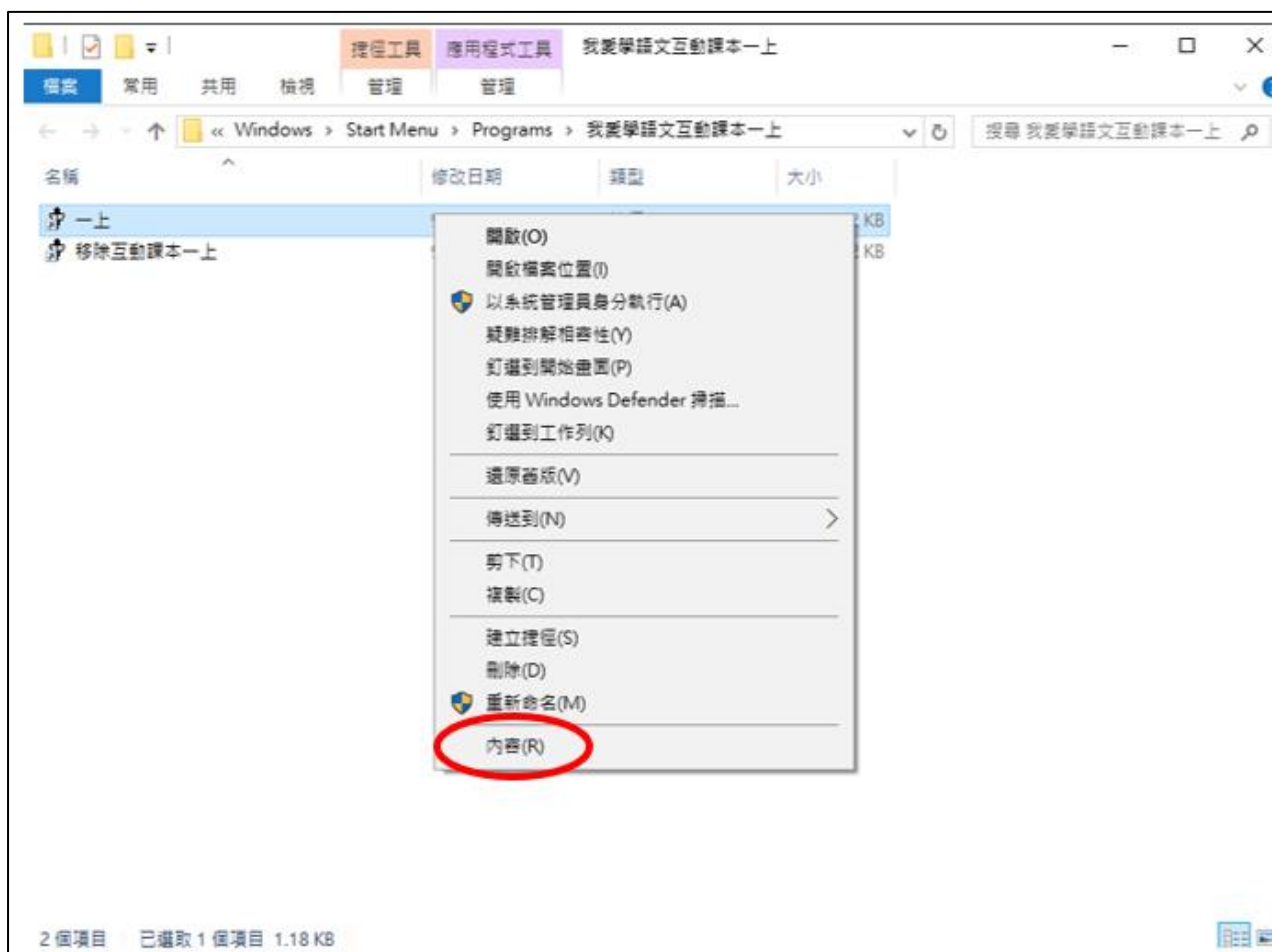 捷徑工具 應用程式工具 我愛學語文互動課本一上
檔案 常用 共用 檢視 管理 管理
« Windows › Start Menu › Programs › 我愛學語文互動課本一上 搜尋 我愛學語文互動課本一上
名稱 修改日期 類型 大小
一上 KB
移除互動課本一上 KB
開啟(O)
開啟檔案位置(I)
以系統管理員身分執行(A)
疑難排解相容性(Y)
釘選到開始畫面(P)
使用 Windows Defender 掃描...
釘選到工作列(K)
還原舊版(V)
傳送到(N)
剪下(T)
複製(C)
建立捷徑(S)
刪除(D)
重新命名(M)
內容(R)
2 個項目 已選取 1 個項目 1.18 KB